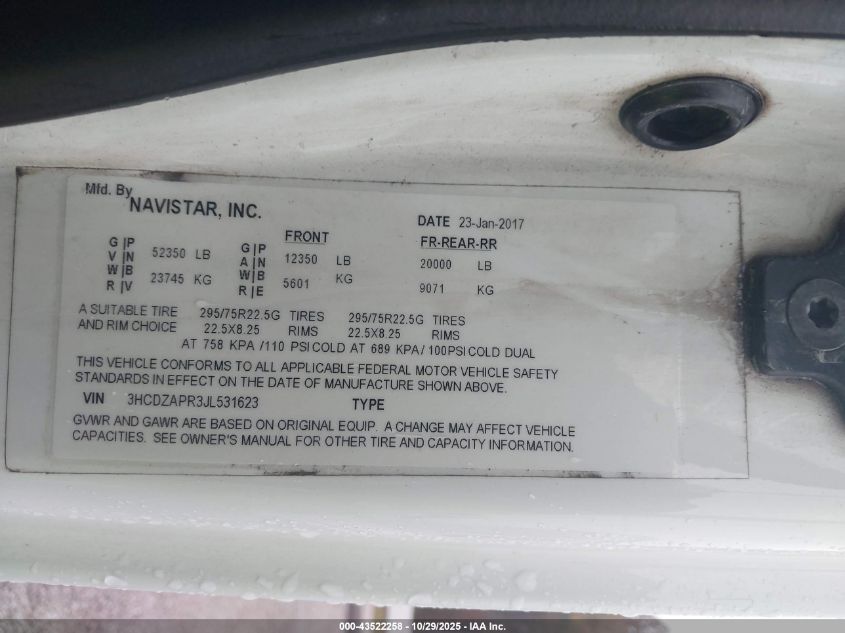 Mfd. By
NAVISTAR, INC.
DATE 23-Jan-2017
FRONT FR-REAR-RR
G|P 52350 LB G|P 12350 LB 20000 LB
V|N A|N
W|B 23745 KG W|B 5601 KG 9071 KG
R|V R|E
A SUITABLE TIRE 295/75R22.5G TIRES 295/75R22.5G TIRES
AND RIM CHOICE 22.5X8.25 RIMS 22.5X8.25 RIMS
AT 758 KPA /110 PSI COLD AT 689 KPA/ 100PSI COLD DUAL
THIS VEHICLE CONFORMS TO ALL APPLICABLE FEDERAL MOTOR VEHICLE SAFETY
STANDARDS IN EFFECT ON THE DATE OF MANUFACTURE SHOWN ABOVE.
VIN 3HCDZAPR3JL531623 TYPE
GVWR AND GAWR ARE BASED ON ORIGINAL EQUIP. A CHANGE MAY AFFECT VEHICLE
CAPACITIES. SEE OWNER'S MANUAL FOR OTHER TIRE AND CAPACITY INFORMATION.
000-43522258 - 10/29/2025 - IAA Inc.